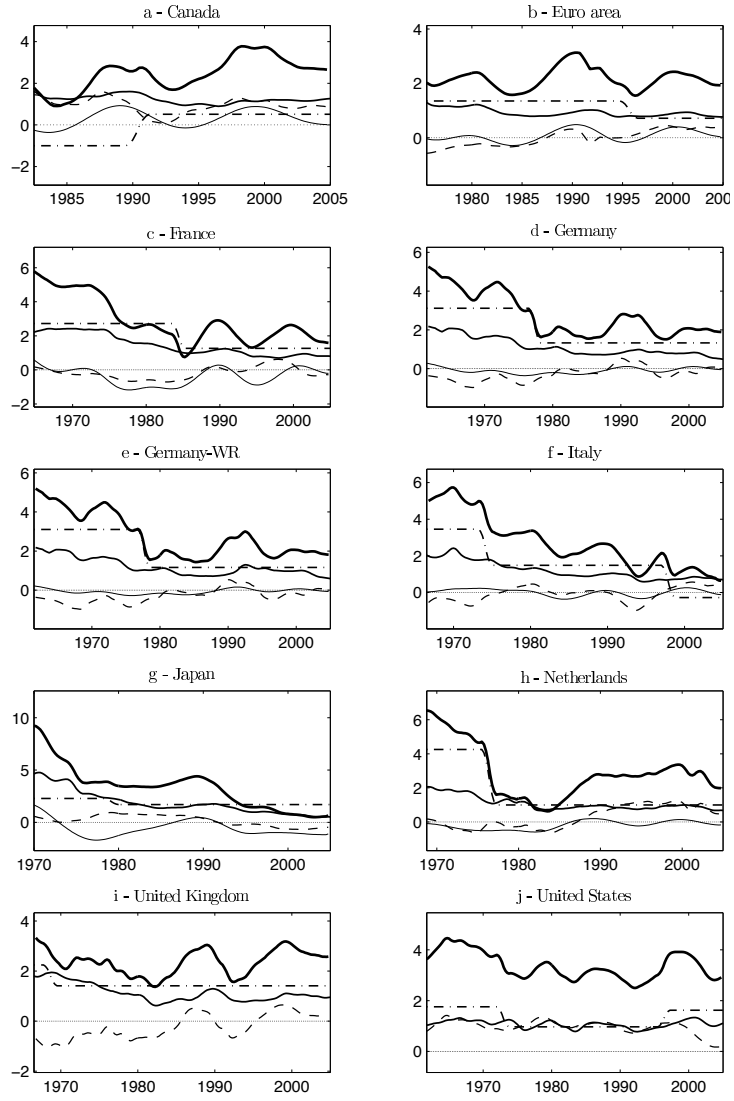 a - Canada
4
2
0
−2
1985 1990 1995 2000 2005
b - Euro area
4
2
0
1980 1985 1990 1995 2000 200
c - France
6
4
2
0
−2
1970 1980 1990 2000
d - Germany
6
4
2
0
1970 1980 1990 2000
e - Germany-WR
6
4
2
0
1970 1980 1990 2000
f - Italy
6
4
2
0
1970 1980 1990 2000
g - Japan
10
5
0
1970 1980 1990 2000
h - Netherlands
6
4
2
0
1970 1980 1990 2000
i - United Kingdom
4
2
0
−2
1970 1980 1990 2000
j - United States
4
2
0
1970 1980 1990 2000